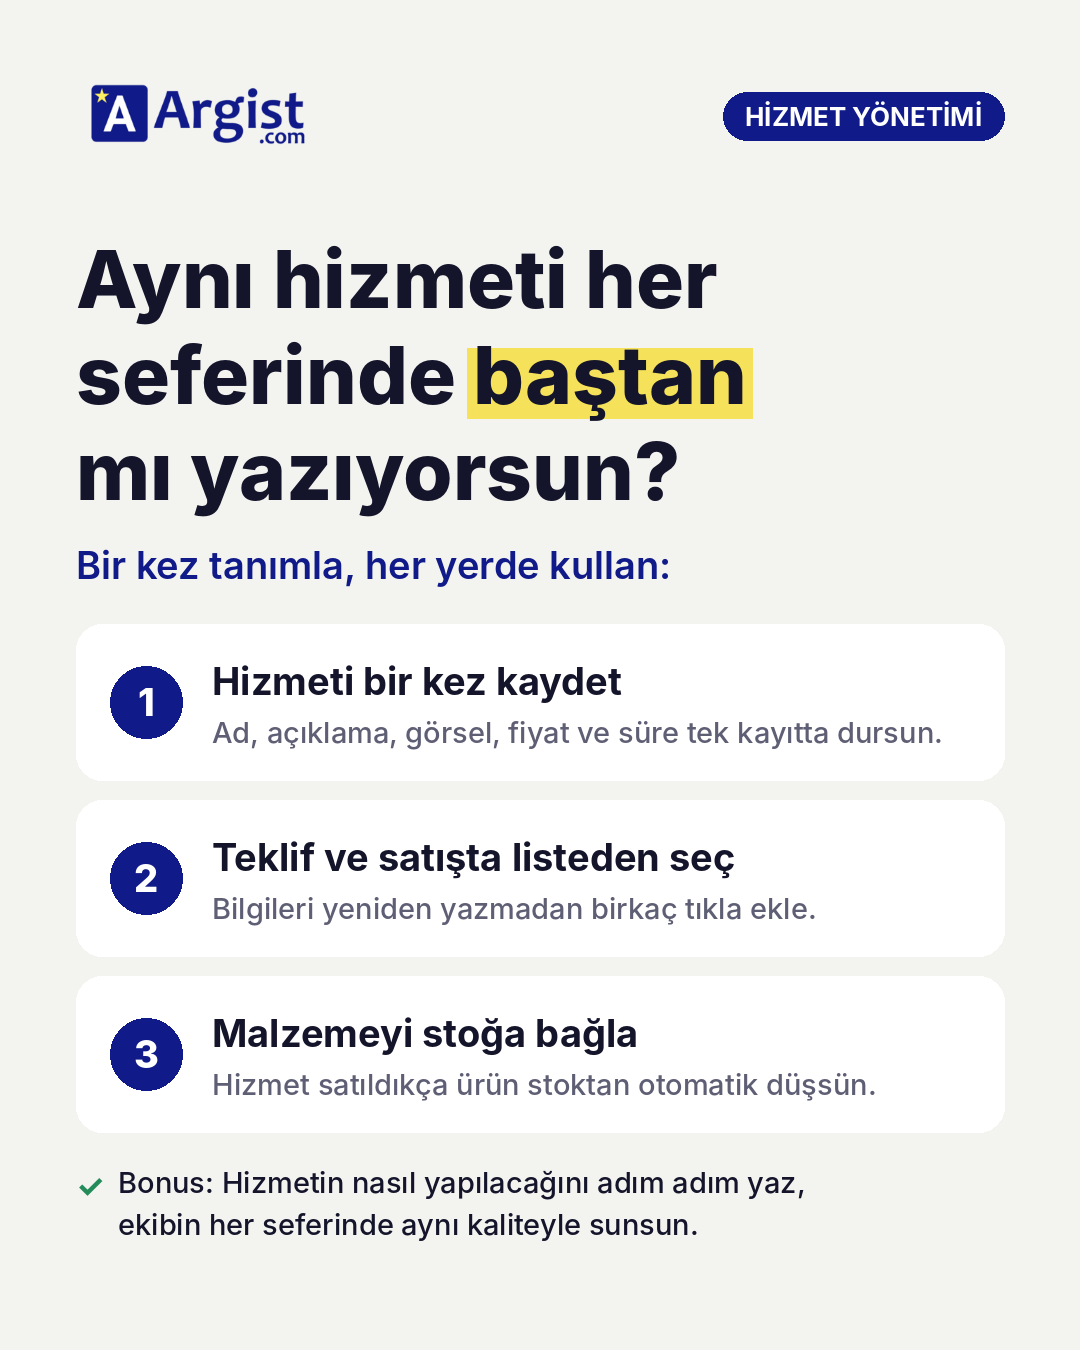 A Argist
.com
HİZMET YÖNETİMİ
Aynı hizmeti her
seferinde baştan
mı yazıyorsun?
Bir kez tanımla, her yerde kullan:
1
Hizmeti bir kez kaydet
Ad, açıklama, görsel, fiyat ve süre tek kayıtta dursun.
2
Teklif ve satışta listeden seç
Bilgileri yeniden yazmadan birkaç tıkla ekle.
3
Malzemeyi stoğa bağla
Hizmet satıldıkça ürün stoktan otomatik düşsün.
Bonus: Hizmetin nasıl yapılacağını adım adım yaz,
ekibin her seferinde aynı kaliteyle sunsun.